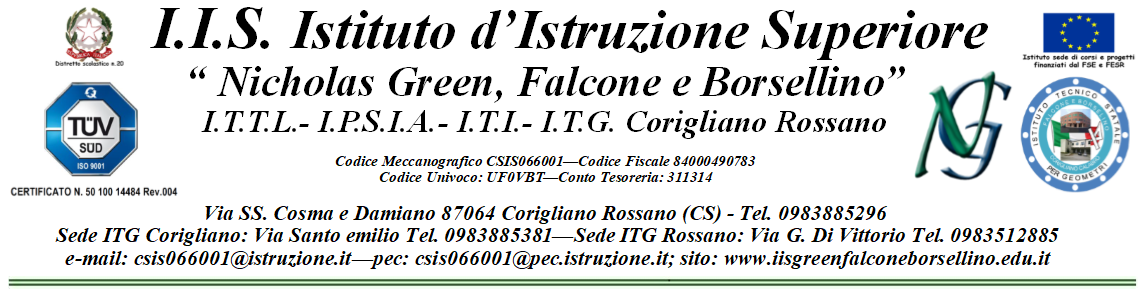 I.I.S. Istituto d’Istruzione Superiore
“ Nicholas Green, Falcone e Borsellino”
I.T.T.L.- I.P.S.I.A.- I.T.I.- I.T.G. Corigliano Rossano
Distretto scolastico n.20
Istituto sede di corsi e progetti
finanziati dal FSE e FESR
TÜV
SÜD
ISO 9001
CERTIFICATO N. 50 100 14484 Rev.004
NG
ISTITUTO TECNICO STATALE
PER GEOMETRI
Codice Meccanografico CSIS066001—Codice Fiscale 84000490783
Codice Univoco: UF0VBT—Conto Tesoreria: 311314
Via SS. Cosma e Damiano 87064 Corigliano Rossano (CS) - Tel. 0983885296
Sede ITG Corigliano: Via Santo emilio Tel. 0983885381—Sede ITG Rossano: Via G. Di Vittorio Tel. 0983512885
e-mail: csis066001@istruzione.it—pec: csis066001@pec.istruzione.it; sito: www.iisgreenfalconeborsellino.edu.it